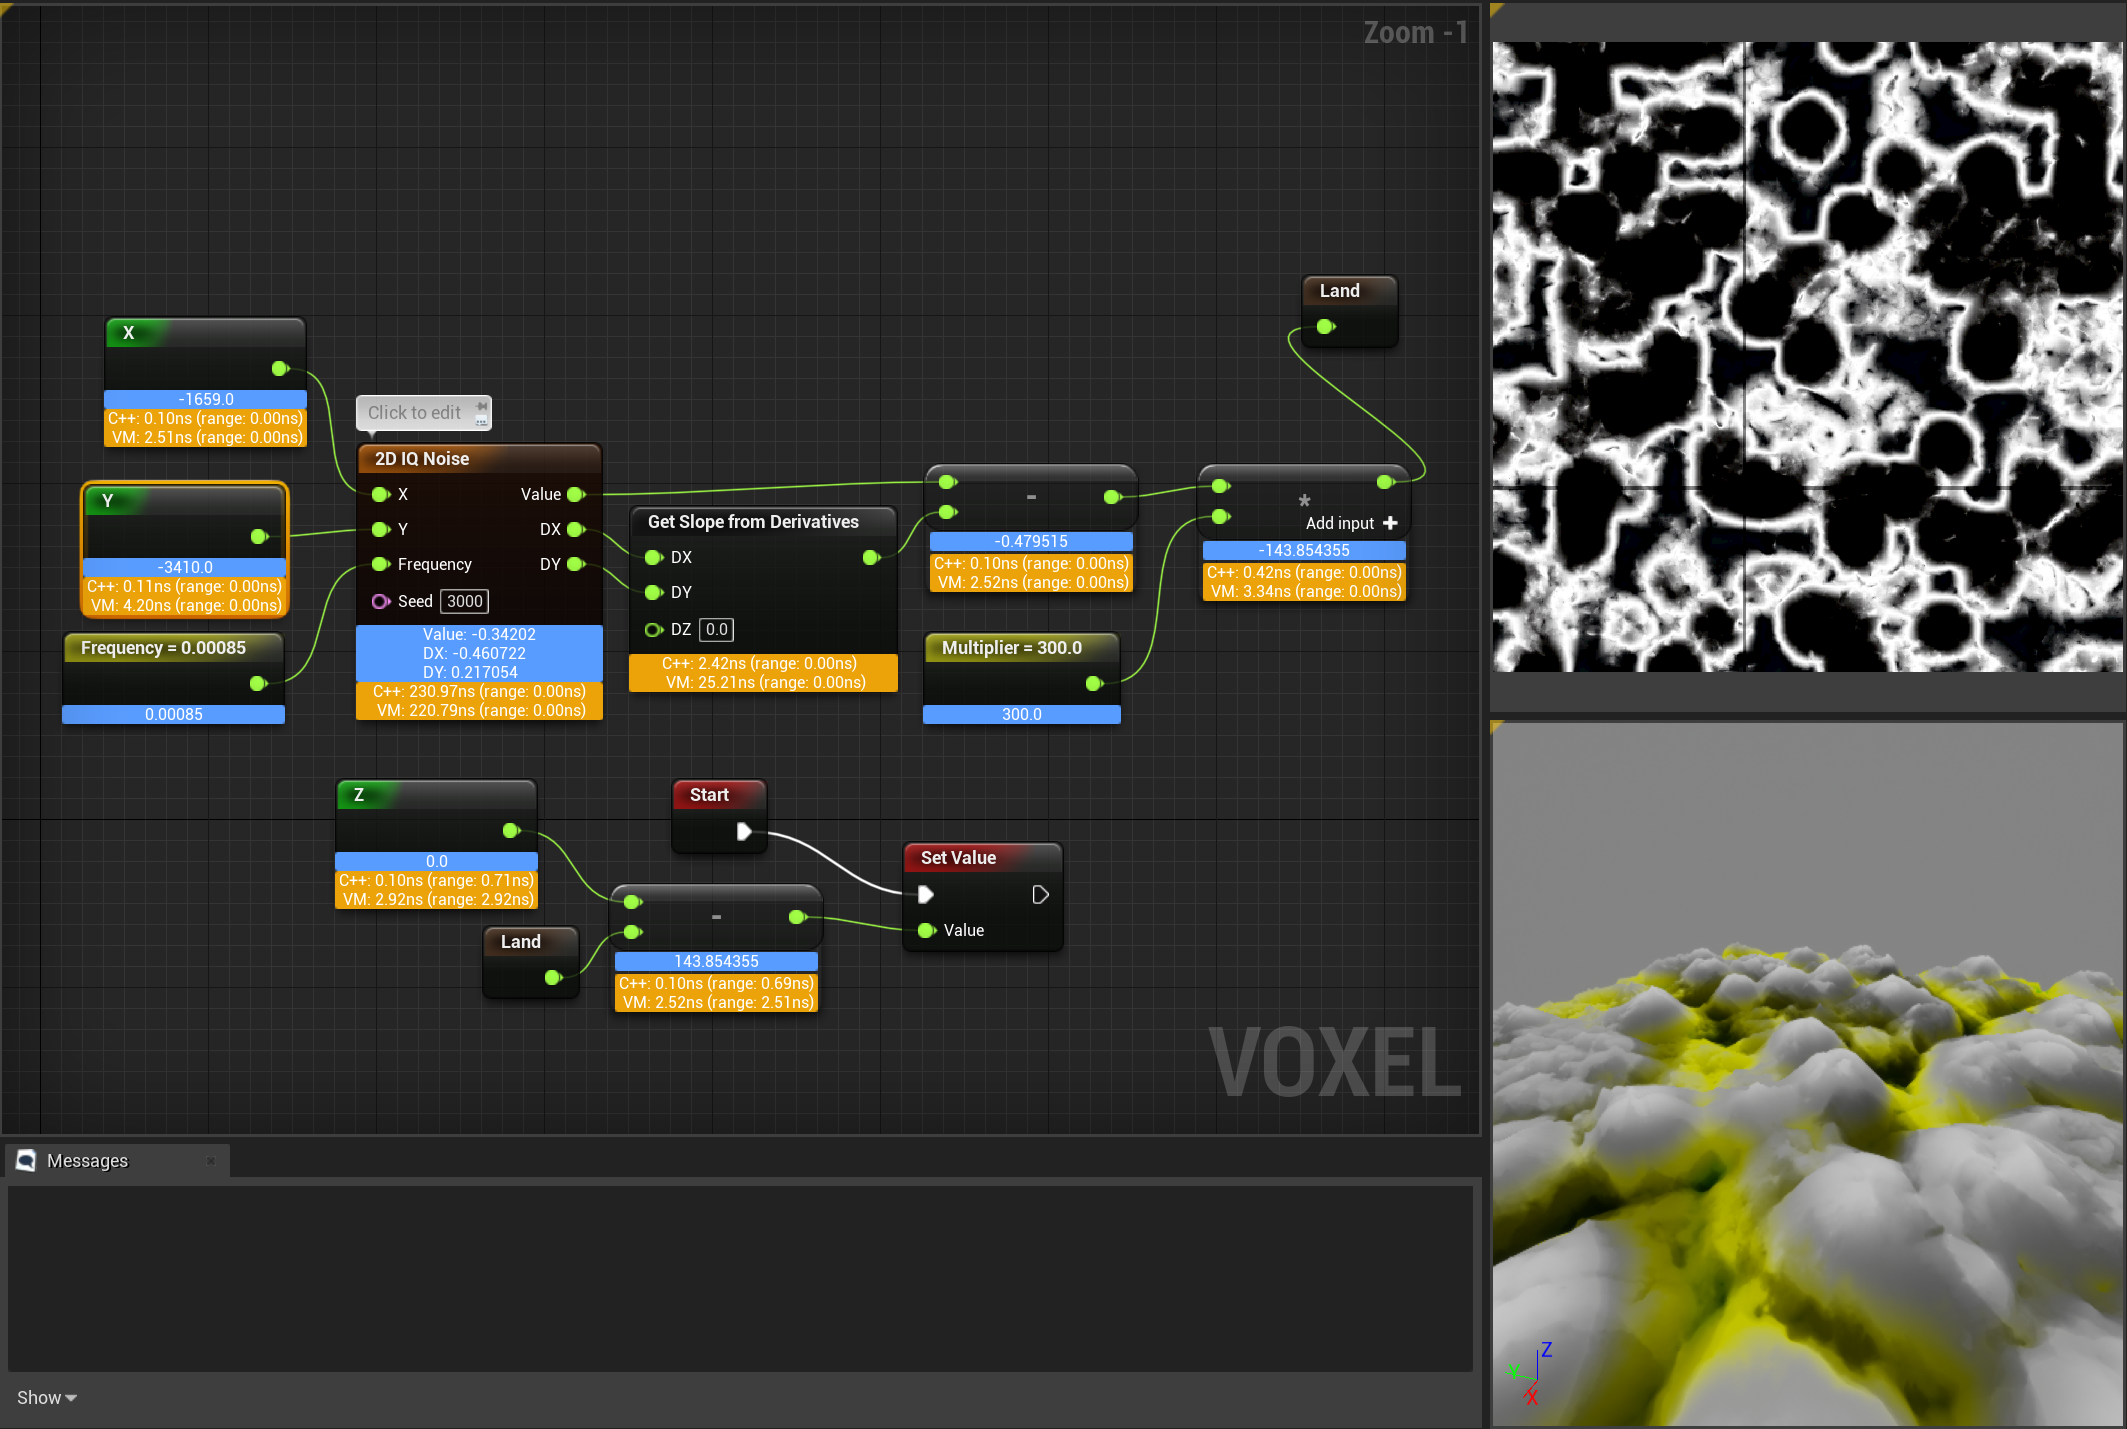 Zoom -1
Land
X
-1659.0
C++: 0.10ns (range: 0.00ns)
VM: 2.51ns (range: 0.00ns)
Click to edit
2D IQ Noise
X
Value
Y
DX
Frequency
DY
Seed
3000
Value: -0.34202
DX: -0.460722
DY: 0.217054
C++: 230.97ns (range: 0.00ns)
VM: 220.79ns (range: 0.00ns)
Y
-3410.0
C++: 0.11ns (range: 0.00ns)
VM: 4.20ns (range: 0.00ns)
Frequency = 0.00085
0.00085
Get Slope from Derivatives
DX
DY
DZ
0.0
C++: 2.42ns (range: 0.00ns)
VM: 25.21ns (range: 0.00ns)
-
-0.479515
C++: 0.10ns (range: 0.00ns)
VM: 2.52ns (range: 0.00ns)
*
Add input +
-143.854355
C++: 0.42ns (range: 0.00ns)
VM: 3.34ns (range: 0.00ns)
Multiplier = 300.0
300.0
Z
0.0
C++: 0.10ns (range: 0.71ns)
VM: 2.92ns (range: 2.92ns)
Start
Set Value
Value
Land
-
143.854355
C++: 0.10ns (range: 0.69ns)
VM: 2.52ns (range: 2.51ns)
VOXEL
Messages
Show
Z
Y
X